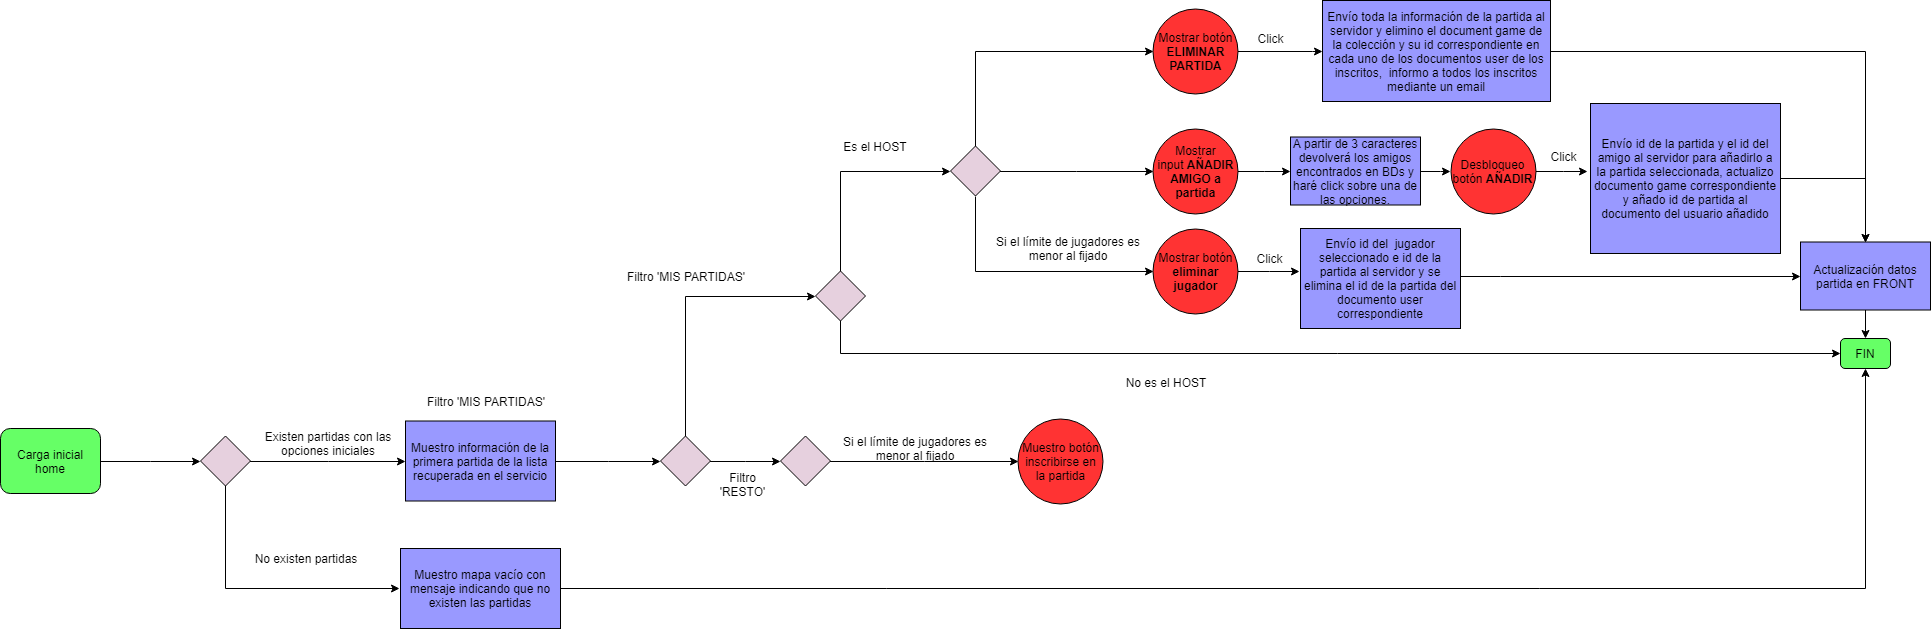 Mostrar botón
ELIMINAR
PARTIDA
Click
Envío toda la información de la partida al
servidor y elimino el document game de
la colección y su id correspondiente en
cada uno de los documentos user de los
inscritos,  informo a todos los inscritos
mediante un email
Es el HOST
Mostrar
input AÑADIR
AMIGO a
partida
A partir de 3 caracteres
devolverá los amigos
encontrados en BDs y
haré click sobre una de
las opciones.
Desbloqueo
botón AÑADIR
Click
Envío id de la partida y el id del
amigo al servidor para añadirlo a
la partida seleccionada, actualizo
documento game correspondiente
y añado id de partida al
documento del usuario añadido
Si el límite de jugadores es
menor al fijado
Mostrar botón
eliminar
jugador
Click
Envío id del  jugador
seleccionado e id de la
partida al servidor y se
elimina el id de la partida del
documento user
correspondiente
Actualización datos
partida en FRONT
Filtro 'MIS PARTIDAS'
FIN
No es el HOST
Filtro 'MIS PARTIDAS'
Carga inicial
home
Existen partidas con las
opciones iniciales
Muestro información de la
primera partida de la lista
recuperada en el servicio
Filtro
'RESTO'
Si el límite de jugadores es
menor al fijado
Muestro botón
inscribirse en
la partida
No existen partidas
Muestro mapa vacío con
mensaje indicando que no
existen las partidas